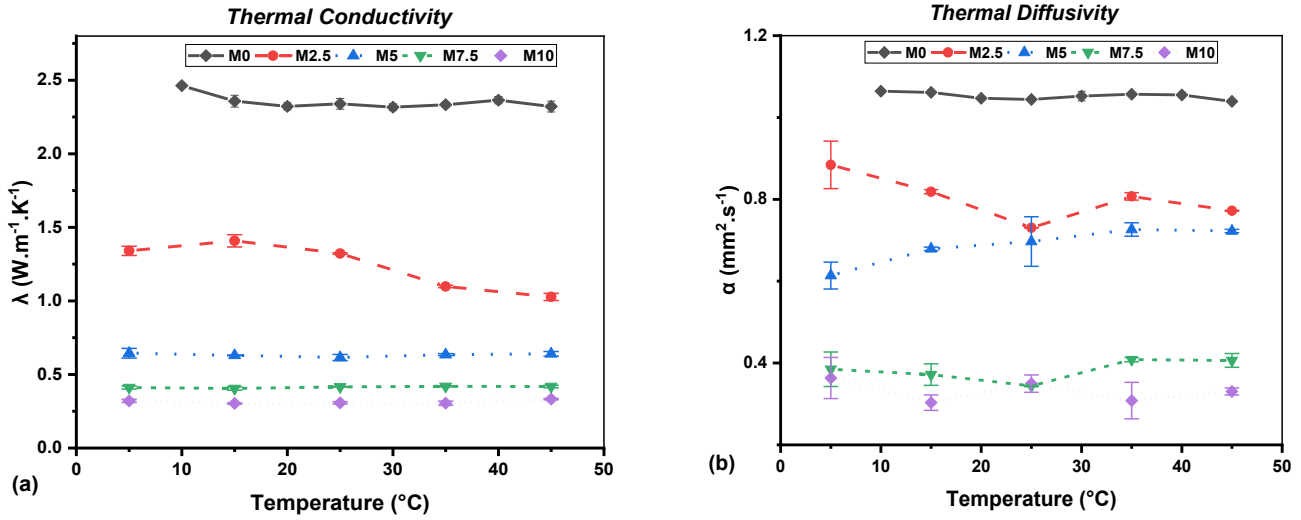 Thermal Conductivity
M0 M2.5 M5 M7.5 M10
2.5
2.0
1.5
1.0
0.5
0.0
λ (W.m⁻¹.K⁻¹)
0 10 20 30 40 50
Temperature (°C)
(a)
Thermal Diffusivity
1.2
M0 M2.5 M5 M7.5 M10
0.8
0.4
α (mm².s⁻¹)
0 10 20 30 40 50
Temperature (°C)
(b)